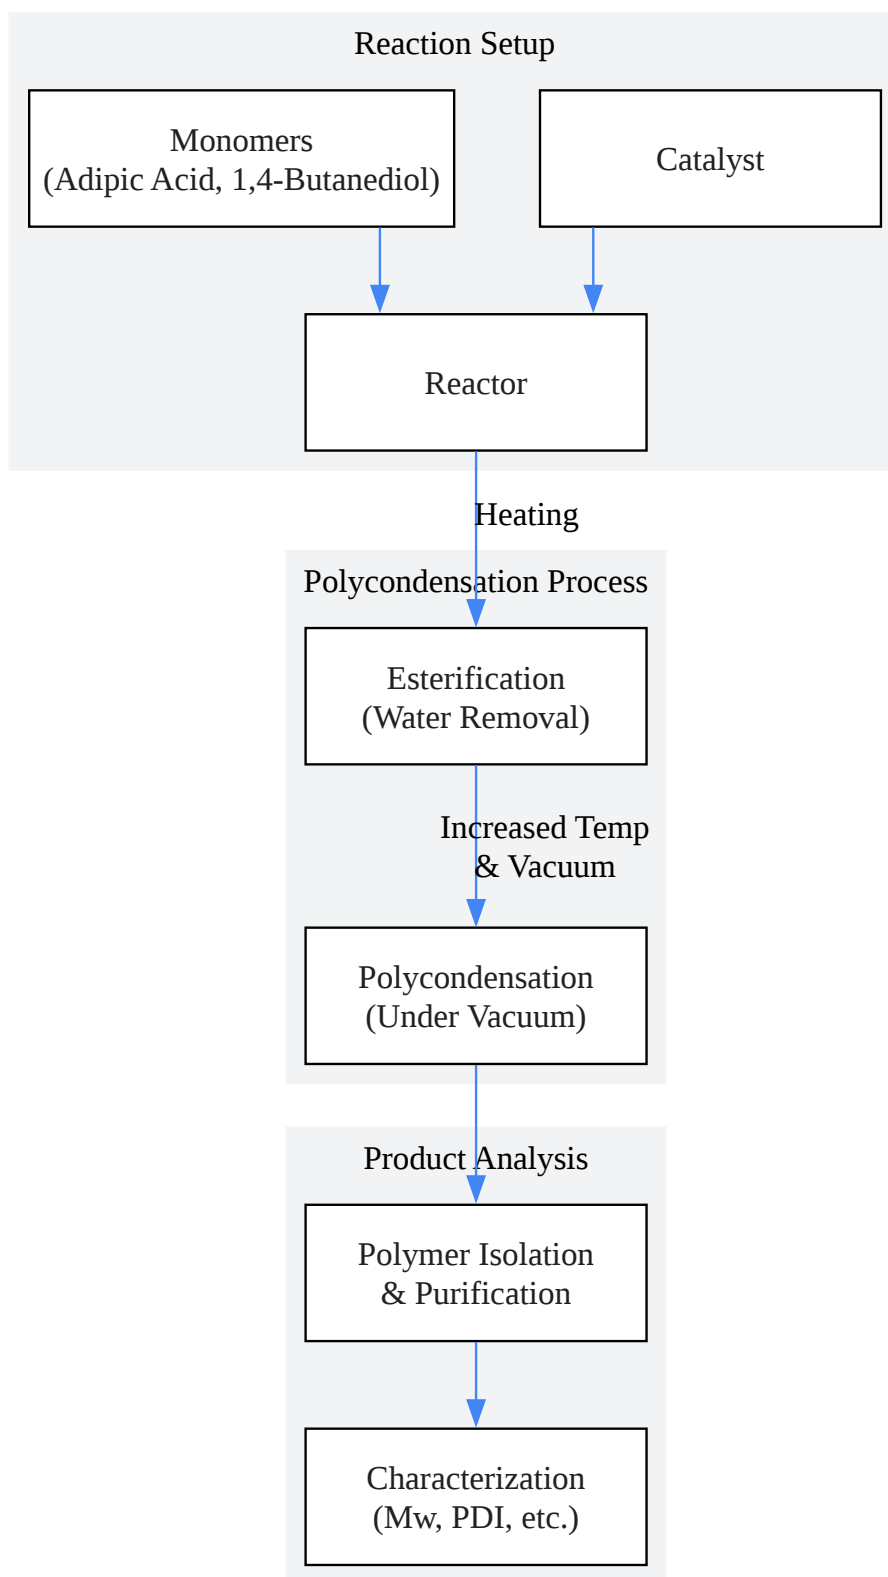 Reaction Setup
Monomers
(Adipic Acid, 1,4-Butanediol)
Catalyst
Reactor
Heating
Polycondensation Process
Esterification
(Water Removal)
Increased Temp
& Vacuum
Polycondensation
(Under Vacuum)
Product Analysis
Polymer Isolation
& Purification
Characterization
(Mw, PDI, etc.)